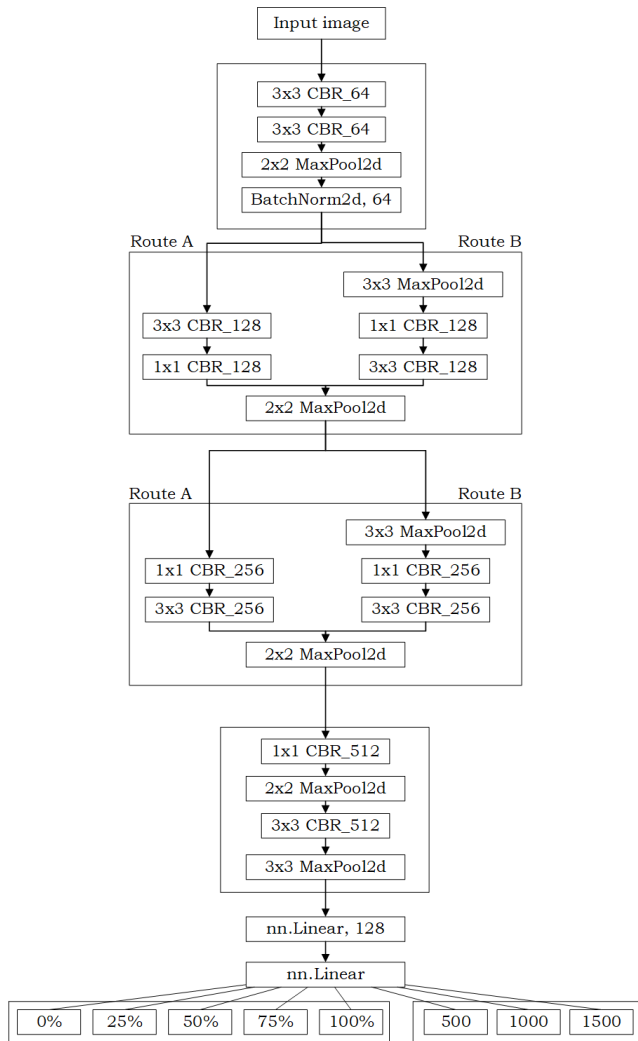 Input image
3x3 CBR_64
3x3 CBR_64
2x2 MaxPool2d
BatchNorm2d, 64
Route A
Route B
3x3 MaxPool2d
3x3 CBR_128
1x1 CBR_128
1x1 CBR_128
3x3 CBR_128
2x2 MaxPool2d
Route A
Route B
3x3 MaxPool2d
1x1 CBR_256
1x1 CBR_256
3x3 CBR_256
3x3 CBR_256
2x2 MaxPool2d
1x1 CBR_512
2x2 MaxPool2d
3x3 CBR_512
3x3 MaxPool2d
nn.Linear, 128
nn.Linear
0%
25%
50%
75%
100%
500
1000
1500